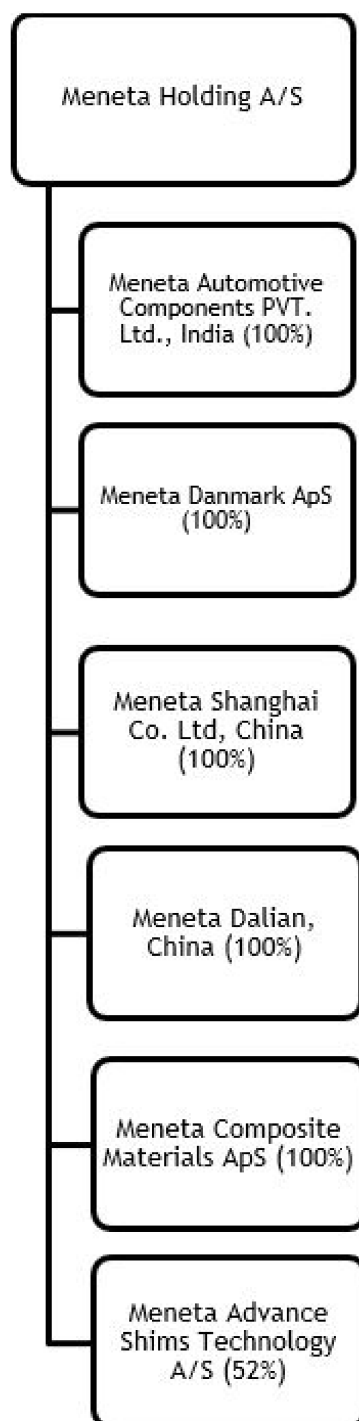 Meneta Holding A/S
Meneta Automotive
Components PVT.
Ltd., India (100%)
Meneta Danmark ApS
(100%)
Meneta Shanghai
Co. Ltd, China
(100%)
Meneta Dalian,
China (100%)
Meneta Composite
Materials ApS (100%)
Meneta Advance
Shims Technology
A/S (52%)